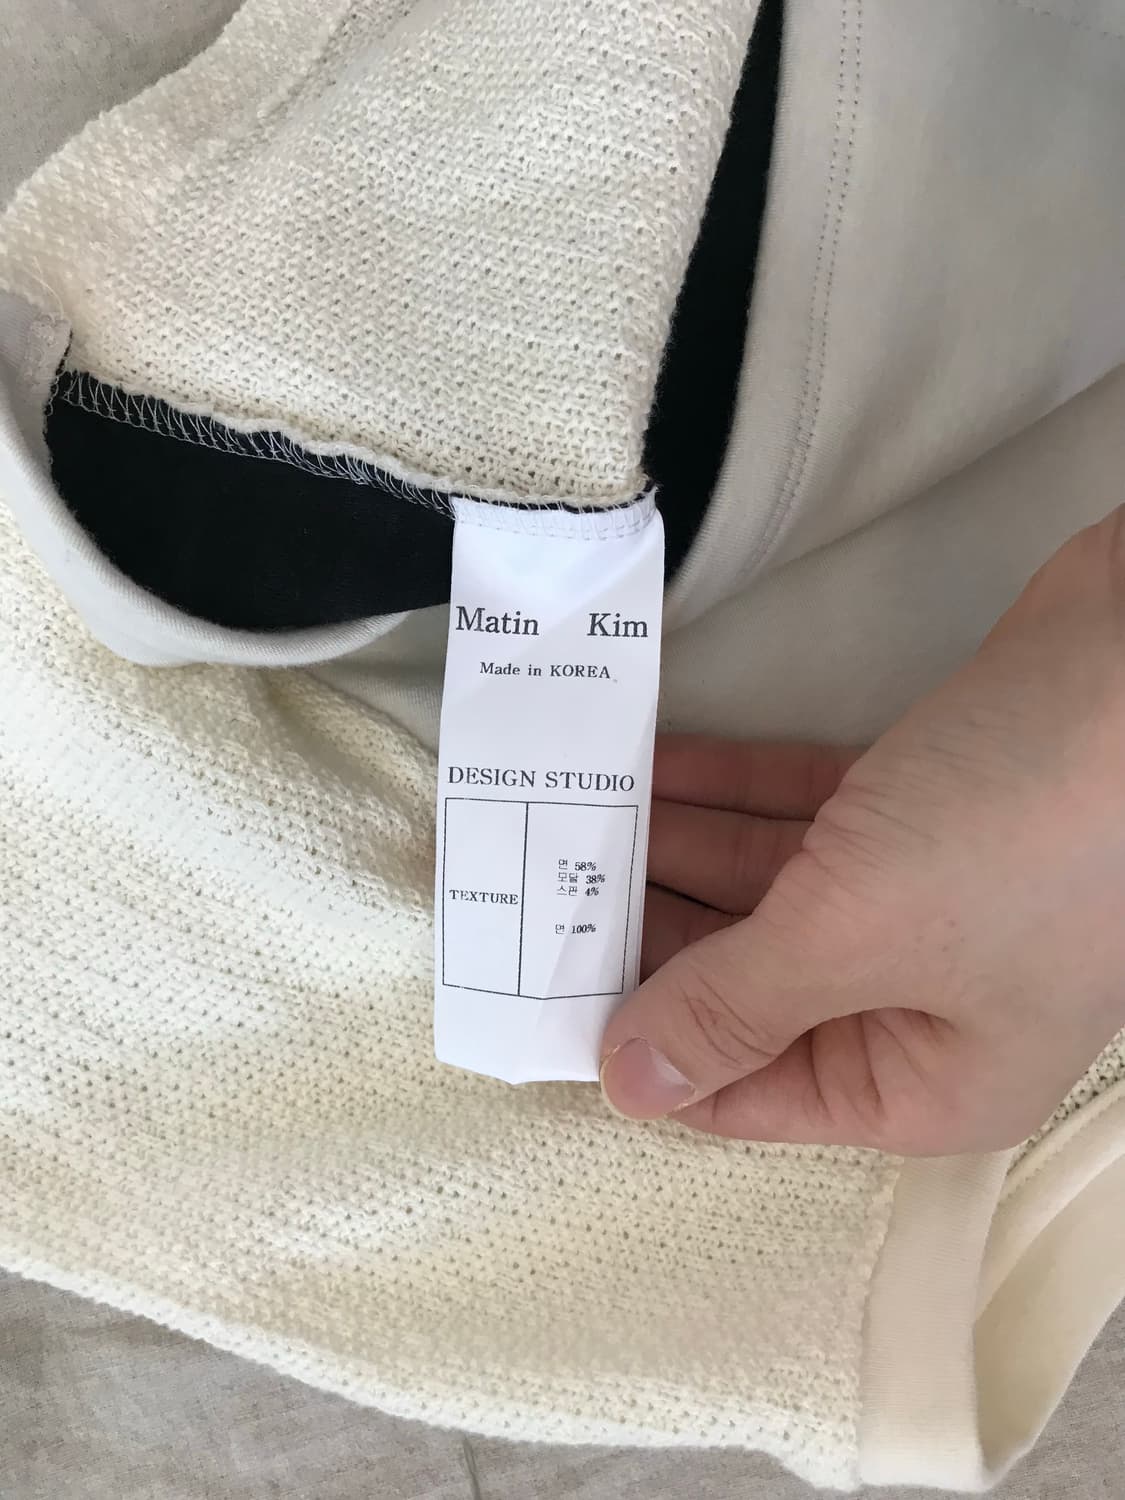 Matin Kim
Made in KOREA
DESIGN STUDIO
TEXTURE
면 58%
모달 38%
스판 4%
면 100%